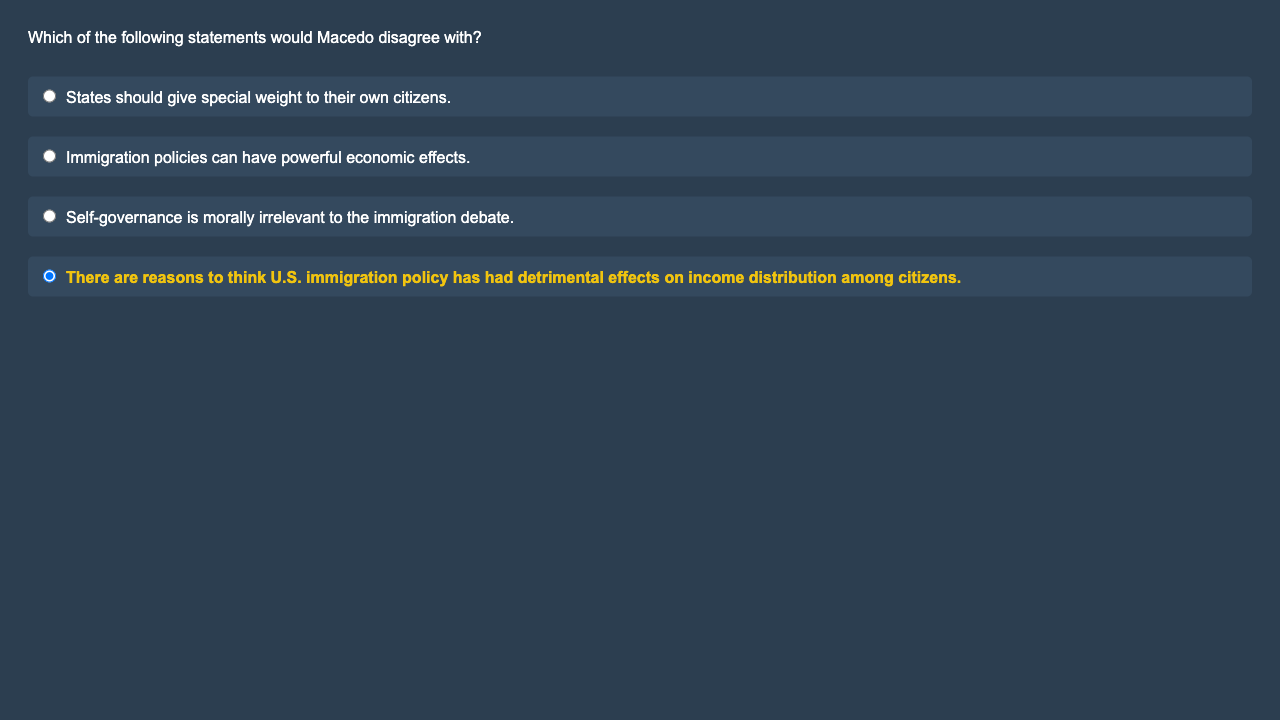 Which of the following statements would Macedo disagree with?
States should give special weight to their own citizens.
Immigration policies can have powerful economic effects.
Self-governance is morally irrelevant to the immigration debate.
There are reasons to think U.S. immigration policy has had detrimental effects on income distribution among citizens.